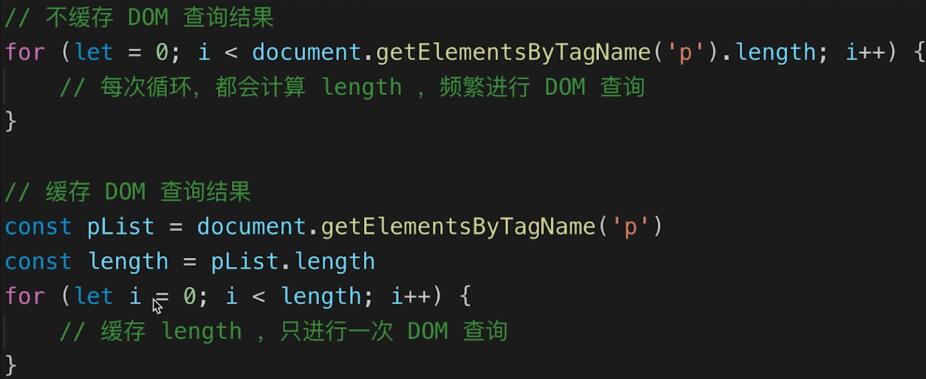 // 不缓存 DOM 查询结果
for (let = 0; i < document.getElementsByTagName('p').length; i++) {
    // 每次循环，都会计算 length ，频繁进行 DOM 查询
}
// 缓存 DOM 查询结果
const pList = document.getElementsByTagName('p')
const length = pList.length
for (let i = 0; i < length; i++) {
    // 缓存 length ，只进行一次 DOM 查询
}